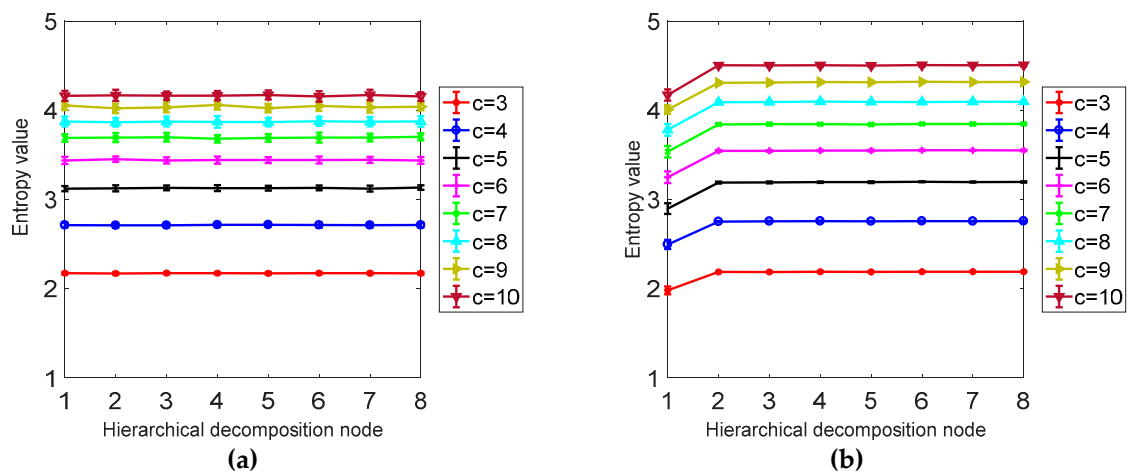 5
4
3
2
1
Entropy value
1 2 3 4 5 6 7 8
Hierarchical decomposition node
c=3
c=4
c=5
c=6
c=7
c=8
c=9
c=10
(a)
5
4
3
2
1
Entropy value
1 2 3 4 5 6 7 8
Hierarchical decomposition node
c=3
c=4
c=5
c=6
c=7
c=8
c=9
c=10
(b)